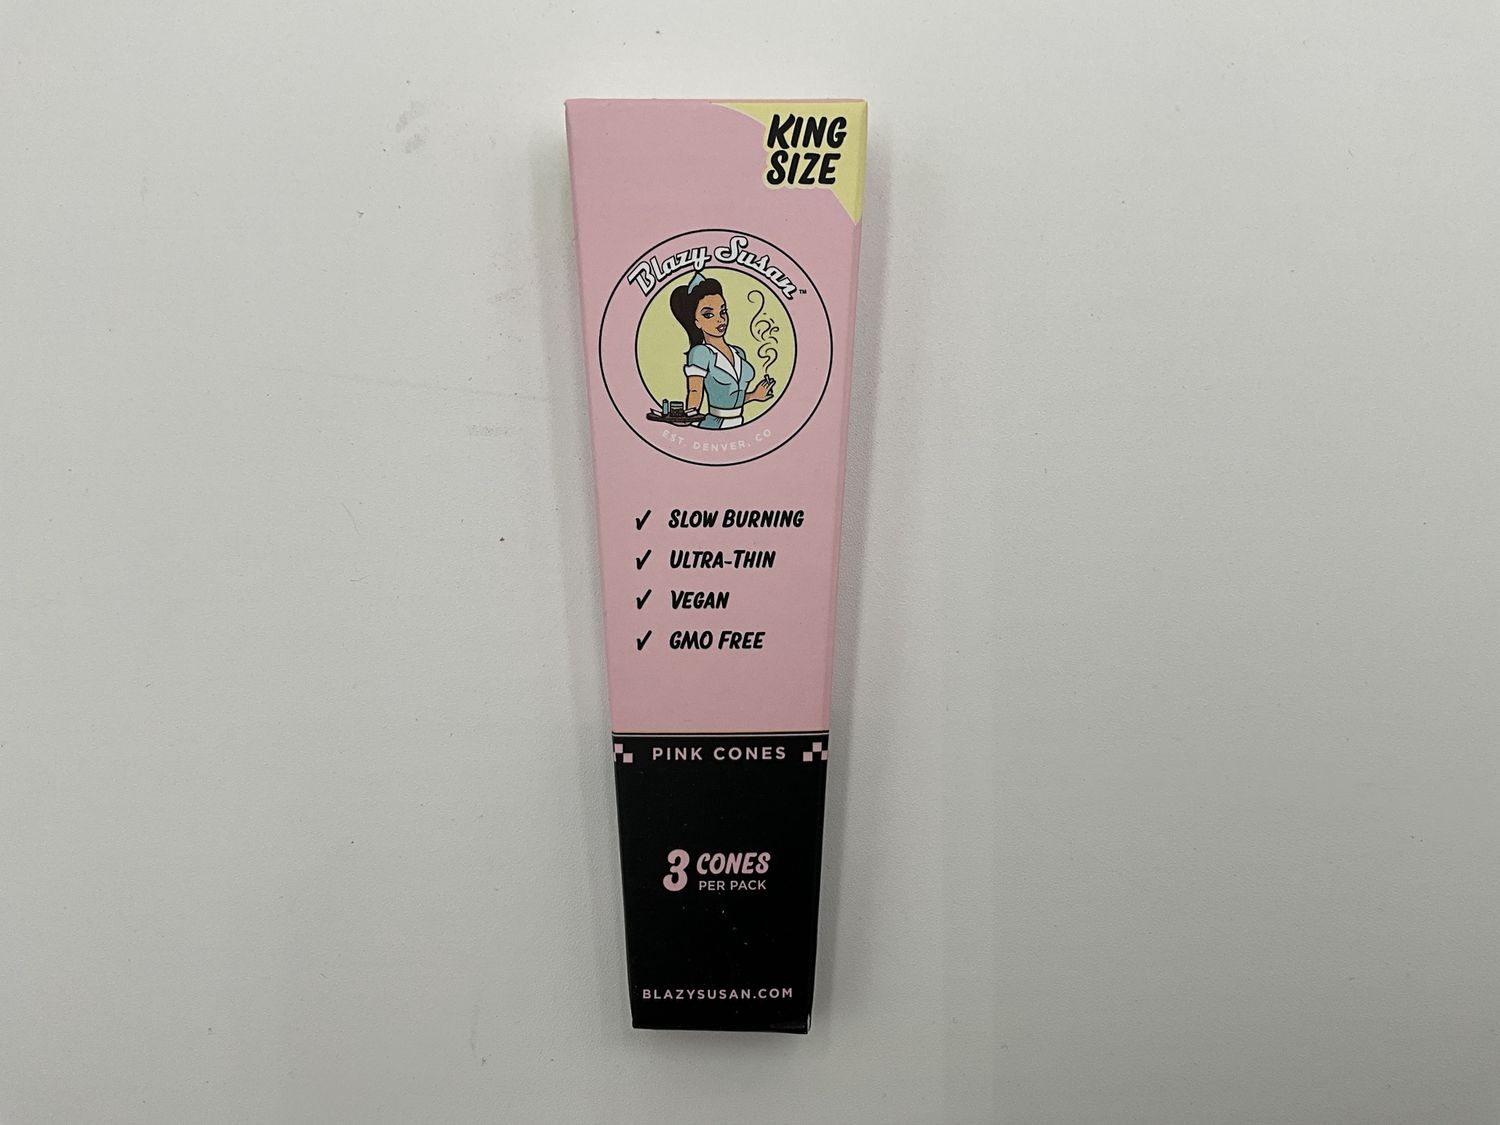 KING
SIZE
Blazy Susan™
EST. DENVER, CO
✓ SLOW BURNING
✓ ULTRA-THIN
✓ VEGAN
✓ GMO FREE
PINK CONES
3 CONES
PER PACK
BLAZYSUSAN.COM